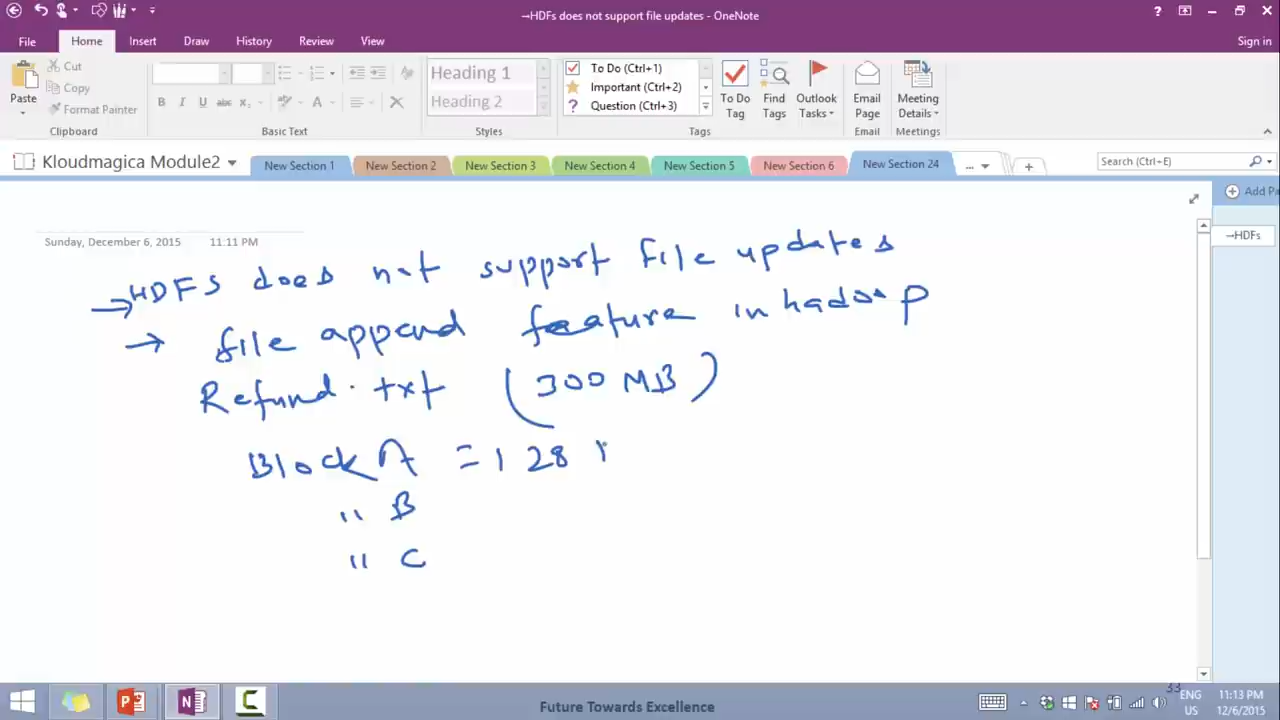 →HDFs does not support file updates - OneNote
? 
File Home Insert Draw History Review View Sign in
Paste
Cut
Copy
Format Painter
Clipboard
B I U abc x₂ A
Basic Text
Heading 1
Heading 2
Styles
To Do (Ctrl+1)
Important (Ctrl+2)
Question (Ctrl+3)
To Do Tag
Find Tags
Outlook Tasks
Tags
Email Page
Email
Meeting Details
Meetings
Kloudmagica Module2
New Section 1 New Section 2 New Section 3 New Section 4 New Section 5 New Section 6 New Section 24 ...
Search (Ctrl+E)
Add Pa
→HDFs
Sunday, December 6, 2015 11:11 PM
→ HDFS does not support file updates
→ file append feature in hadoop
Refund.txt (300 MB)
Block A = 128
" B
" C
P N C
Future Towards Excellence
33
ENG
US
11:13 PM
12/6/2015